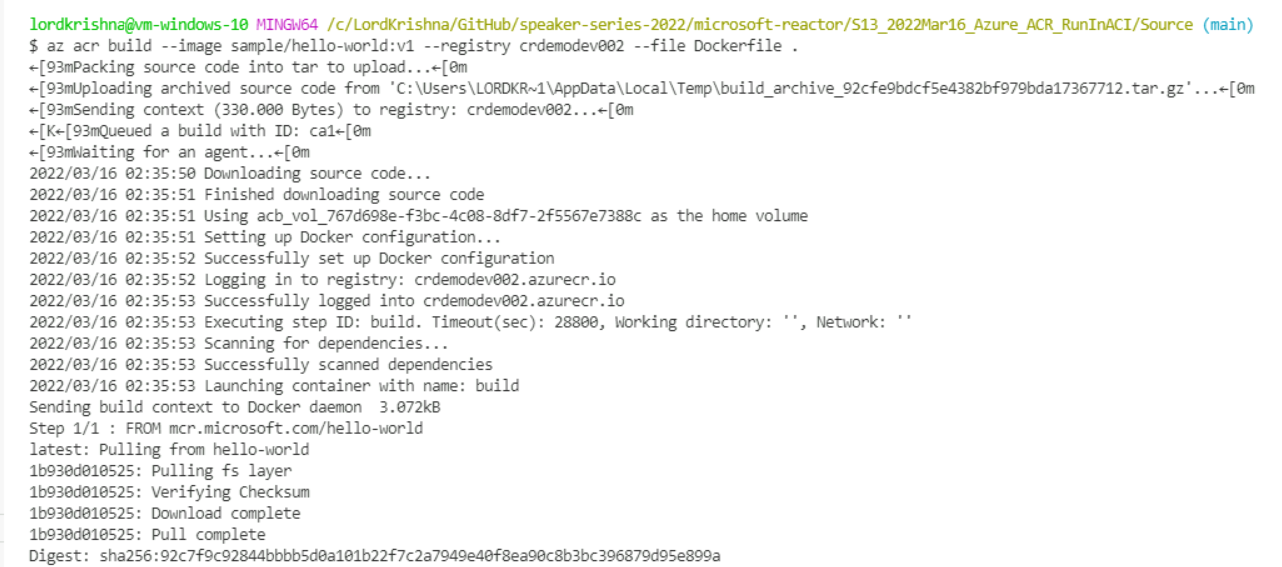 lordkrishna@vm-windows-10 MINGW64 /c/LordKrishna/GitHub/speaker-series-2022/microsoft-reactor/S13_2022Mar16_Azure_ACR_RunInACI/Source (main)
$ az acr build --image sample/hello-world:v1 --registry crdemodev002 --file Dockerfile .
←[93mPacking source code into tar to upload...←[0m
←[93mUploading archived source code from 'C:\Users\LORDKR~1\AppData\Local\Temp\build_archive_92cfe9bdcf5e4382bf979bda17367712.tar.gz'...←[0m
←[93mSending context (330.000 Bytes) to registry: crdemodev002...←[0m
←[K←[93mQueued a build with ID: ca1←[0m
←[93mWaiting for an agent...←[0m
2022/03/16 02:35:50 Downloading source code...
2022/03/16 02:35:51 Finished downloading source code
2022/03/16 02:35:51 Using acb_vol_767d698e-f3bc-4c08-8df7-2f5567e7388c as the home volume
2022/03/16 02:35:51 Setting up Docker configuration...
2022/03/16 02:35:52 Successfully set up Docker configuration
2022/03/16 02:35:52 Logging in to registry: crdemodev002.azurecr.io
2022/03/16 02:35:53 Successfully logged into crdemodev002.azurecr.io
2022/03/16 02:35:53 Executing step ID: build. Timeout(sec): 28800, Working directory: '', Network: ''
2022/03/16 02:35:53 Scanning for dependencies...
2022/03/16 02:35:53 Successfully scanned dependencies
2022/03/16 02:35:53 Launching container with name: build
Sending build context to Docker daemon  3.072kB
Step 1/1 : FROM mcr.microsoft.com/hello-world
latest: Pulling from hello-world
1b930d010525: Pulling fs layer
1b930d010525: Verifying Checksum
1b930d010525: Download complete
1b930d010525: Pull complete
Digest: sha256:92c7f9c92844bbbb5d0a101b22f7c2a7949e40f8ea90c8b3bc396879d95e899a